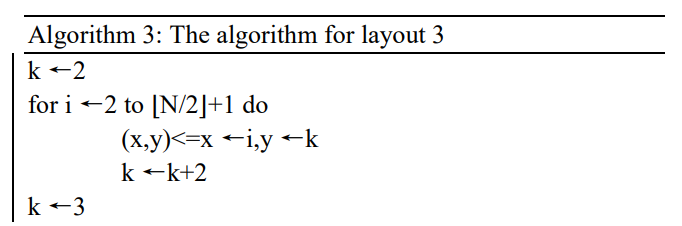 Algorithm 3: The algorithm for layout 3
k ←2
for i ←2 to ⌊N/2⌋+1 do
(x,y)<=x ←i,y ←k
k ←k+2
k ←3